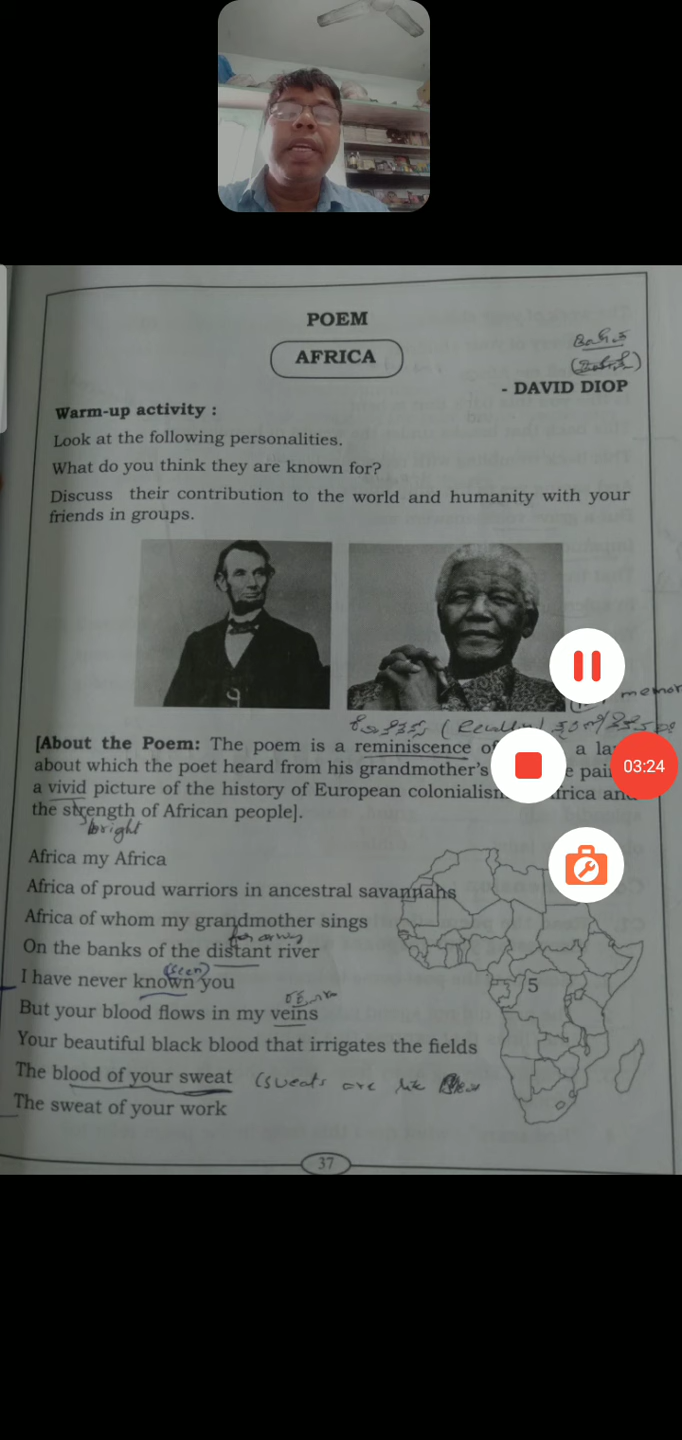 POEM
AFRICA
- DAVID DIOP
Warm-up activity :
Look at the following personalities.
What do you think they are known for?
Discuss their contribution to the world and humanity with your
friends in groups.
memor
[About the Poem: The poem is a reminiscence a
about which the poet heard from his grandmother's
03:24
a vivid picture of the history of European colonialism and
the strength of African people].
bright
Africa my Africa
Africa of proud warriors in ancestral savannahs
Africa of whom my grandmother sings
On the banks of the distant river
(seen)
I have never known you
But your blood flows in my veins
5
Your beautiful black blood that irrigates the fields
The blood of your sweat (sweats are like
The sweat of your work
37